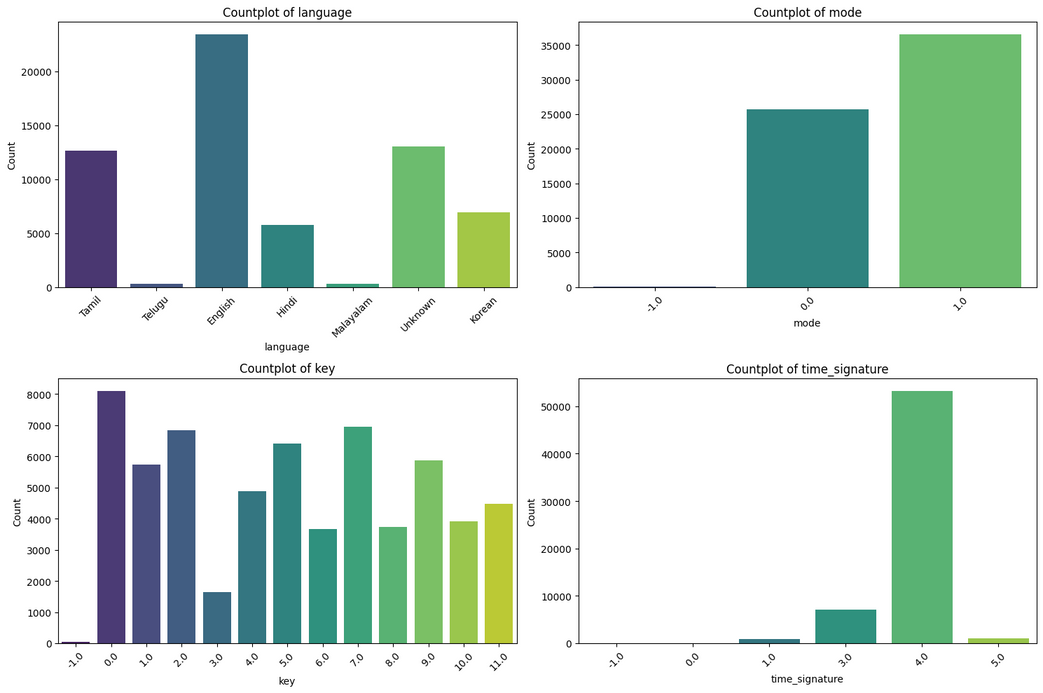 Countplot of language
Count
20000
15000
10000
5000
0
Tamil Telugu English Hindi Malayalam Unknown Korean
language
Countplot of mode
Count
35000
30000
25000
20000
15000
10000
5000
0
-1.0 0.0 1.0
mode
Countplot of key
Count
8000
7000
6000
5000
4000
3000
2000
1000
0
-1.0 0.0 1.0 2.0 3.0 4.0 5.0 6.0 7.0 8.0 9.0 10.0 11.0
key
Countplot of time_signature
Count
50000
40000
30000
20000
10000
0
-1.0 0.0 1.0 3.0 4.0 5.0
time_signature